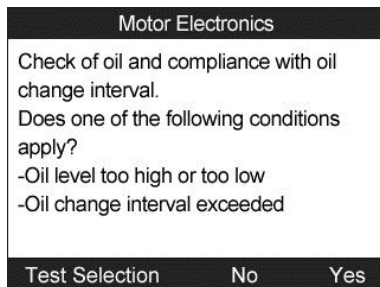 Motor Electronics
Check of oil and compliance with oil
change interval.
Does one of the following conditions
apply?
-Oil level too high or too low
-Oil change interval exceeded
Test Selection No Yes